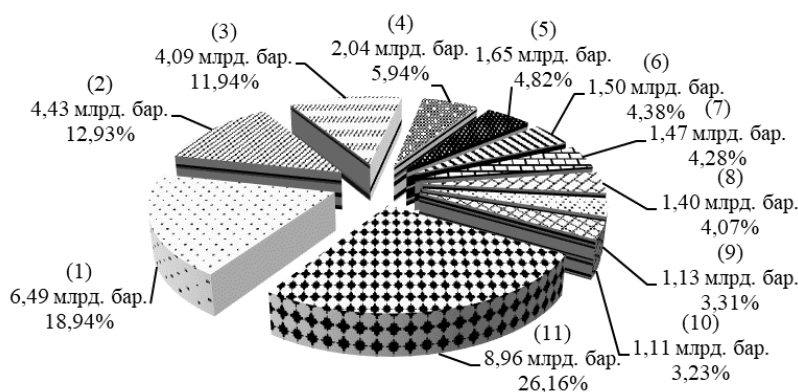 (1)
6,49 млрд. бар.
18,94%
(2)
4,43 млрд. бар.
12,93%
(3)
4,09 млрд. бар.
11,94%
(4)
2,04 млрд. бар.
5,94%
(5)
1,65 млрд. бар.
4,82%
(6)
1,50 млрд. бар.
4,38%
(7)
1,47 млрд. бар.
4,28%
(8)
1,40 млрд. бар.
4,07%
(9)
1,13 млрд. бар.
3,31%
(10)
1,11 млрд. бар.
3,23%
(11)
8,96 млрд. бар.
26,16%